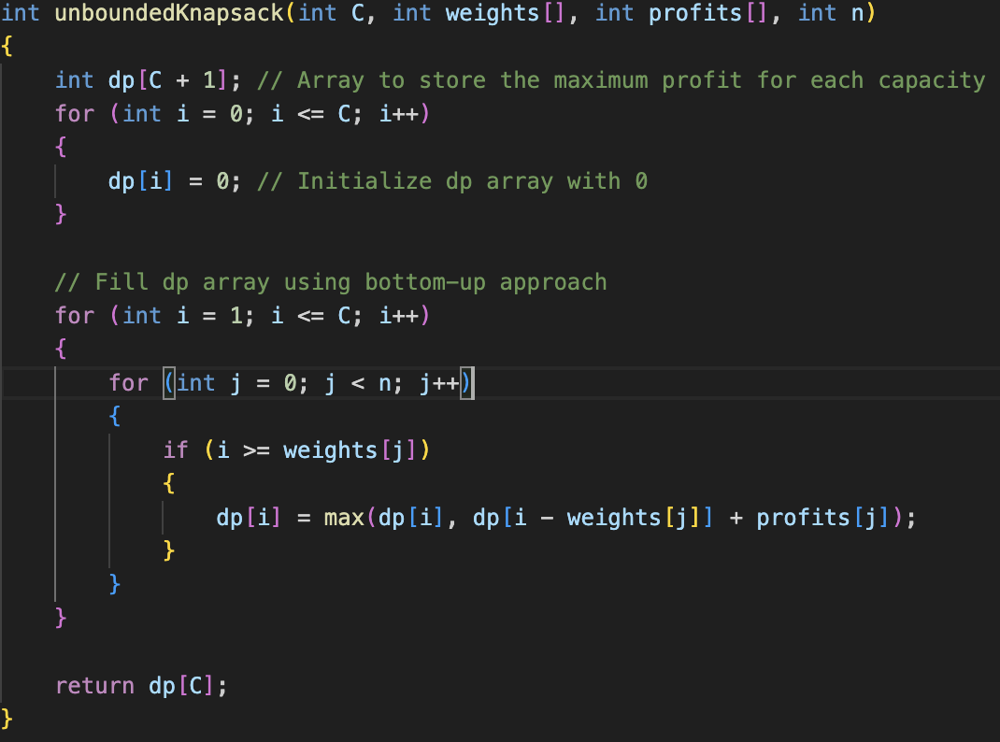 int unboundedKnapsack(int C, int weights[], int profits[], int n)
{
    int dp[C + 1]; // Array to store the maximum profit for each capacity
    for (int i = 0; i <= C; i++)
    {
        dp[i] = 0; // Initialize dp array with 0
    }

    // Fill dp array using bottom-up approach
    for (int i = 1; i <= C; i++)
    {
        for (int j = 0; j < n; j++)
        {
            if (i >= weights[j])
            {
                dp[i] = max(dp[i], dp[i - weights[j]] + profits[j]);
            }
        }
    }

    return dp[C];
}